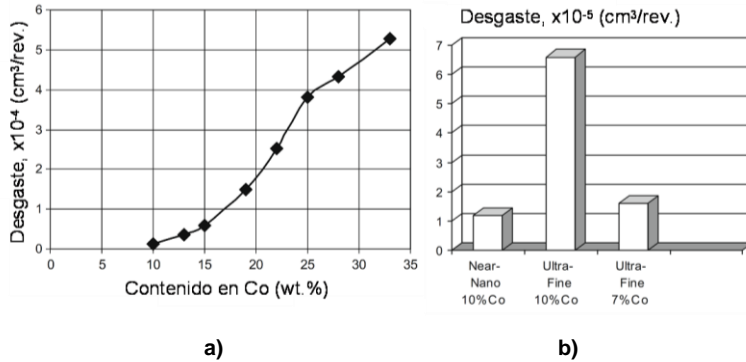 Desgaste, x10⁻⁴ (cm³/rev.)
6
5
4
3
2
1
0
0 5 10 15 20 25 30 35
Contenido en Co (wt.%)
a)
Desgaste, x10⁻⁵ (cm³/rev.)
7
6
5
4
3
2
1
0
Near- Ultra- Ultra-
Nano Fine Fine
10%Co 10%Co 7%Co
b)